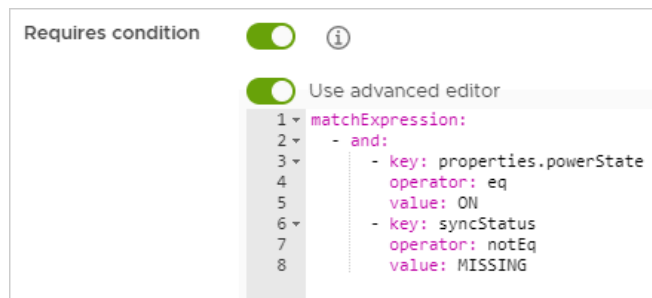 Requires condition
Use advanced editor
1 matchExpression:
2 - and:
3 - key: properties.powerState
4 operator: eq
5 value: ON
6 - key: syncStatus
7 operator: notEq
8 value: MISSING